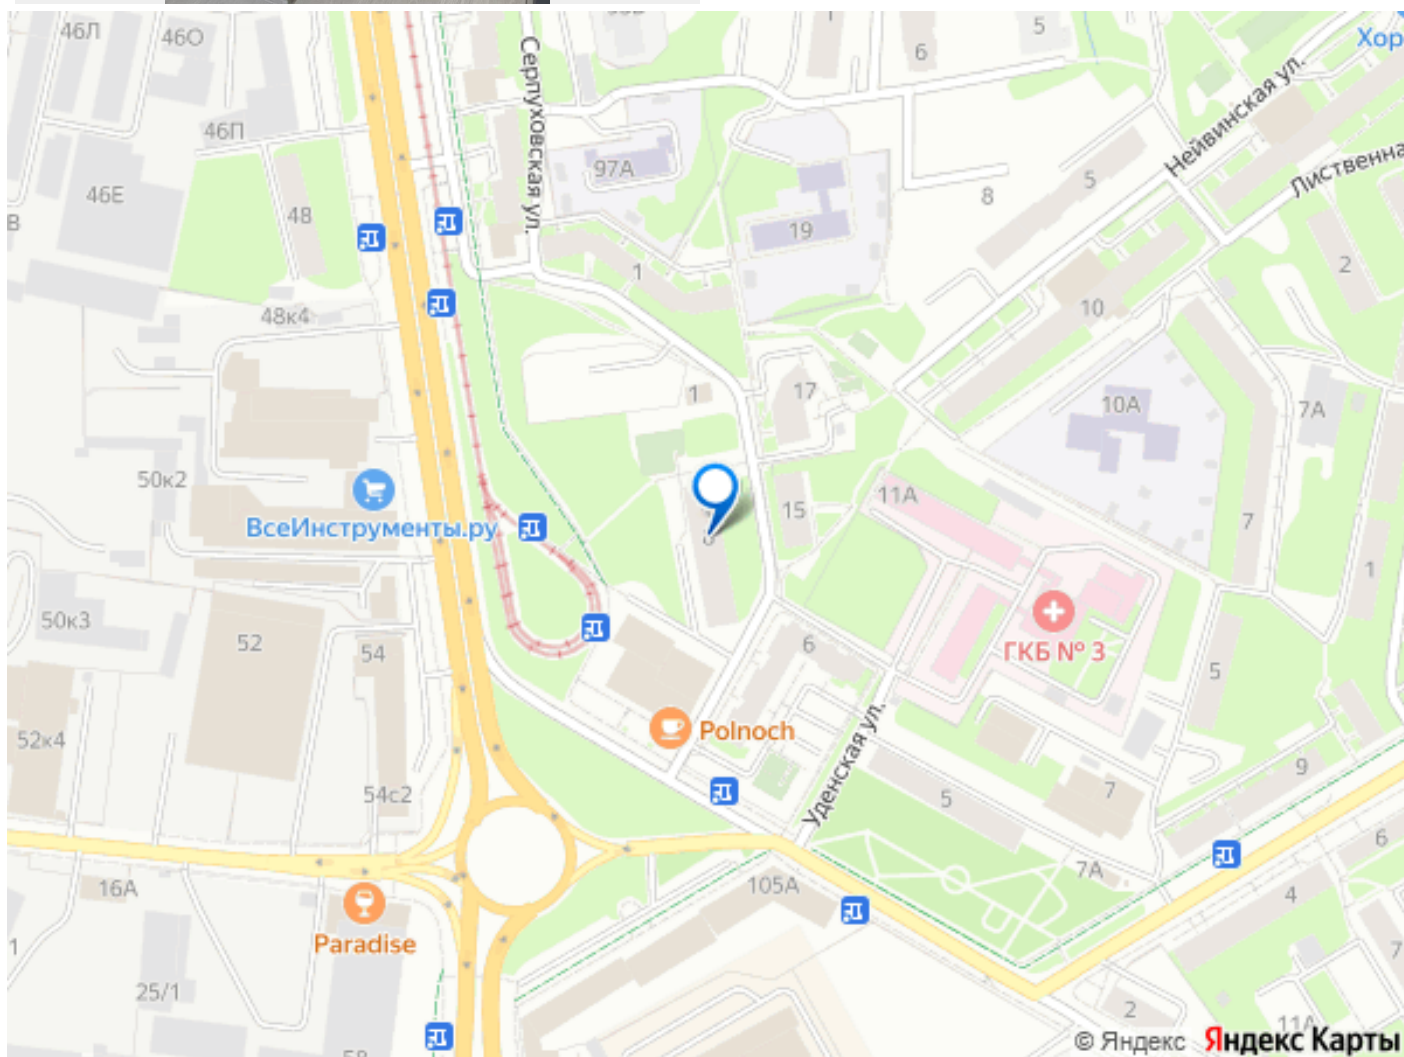 46Л
46О
5
6
Хор
46П
Серпуховская ул.
Нейвинская ул.
97А
5
Лиственна
46Е
48
8
В
19
1
2
48к4
10
1
17
10А
7А
50к2
11А
ВсеИнструменты.ру
15
7
1
50к3
52
54
6
ГКБ № 3
5
52к4
Polnoch
Уденская ул.
9
54с2
5
7
6
16А
105А
7А
4
1
Paradise
7
25/1
2
11А
© Яндекс Яндекс Карты